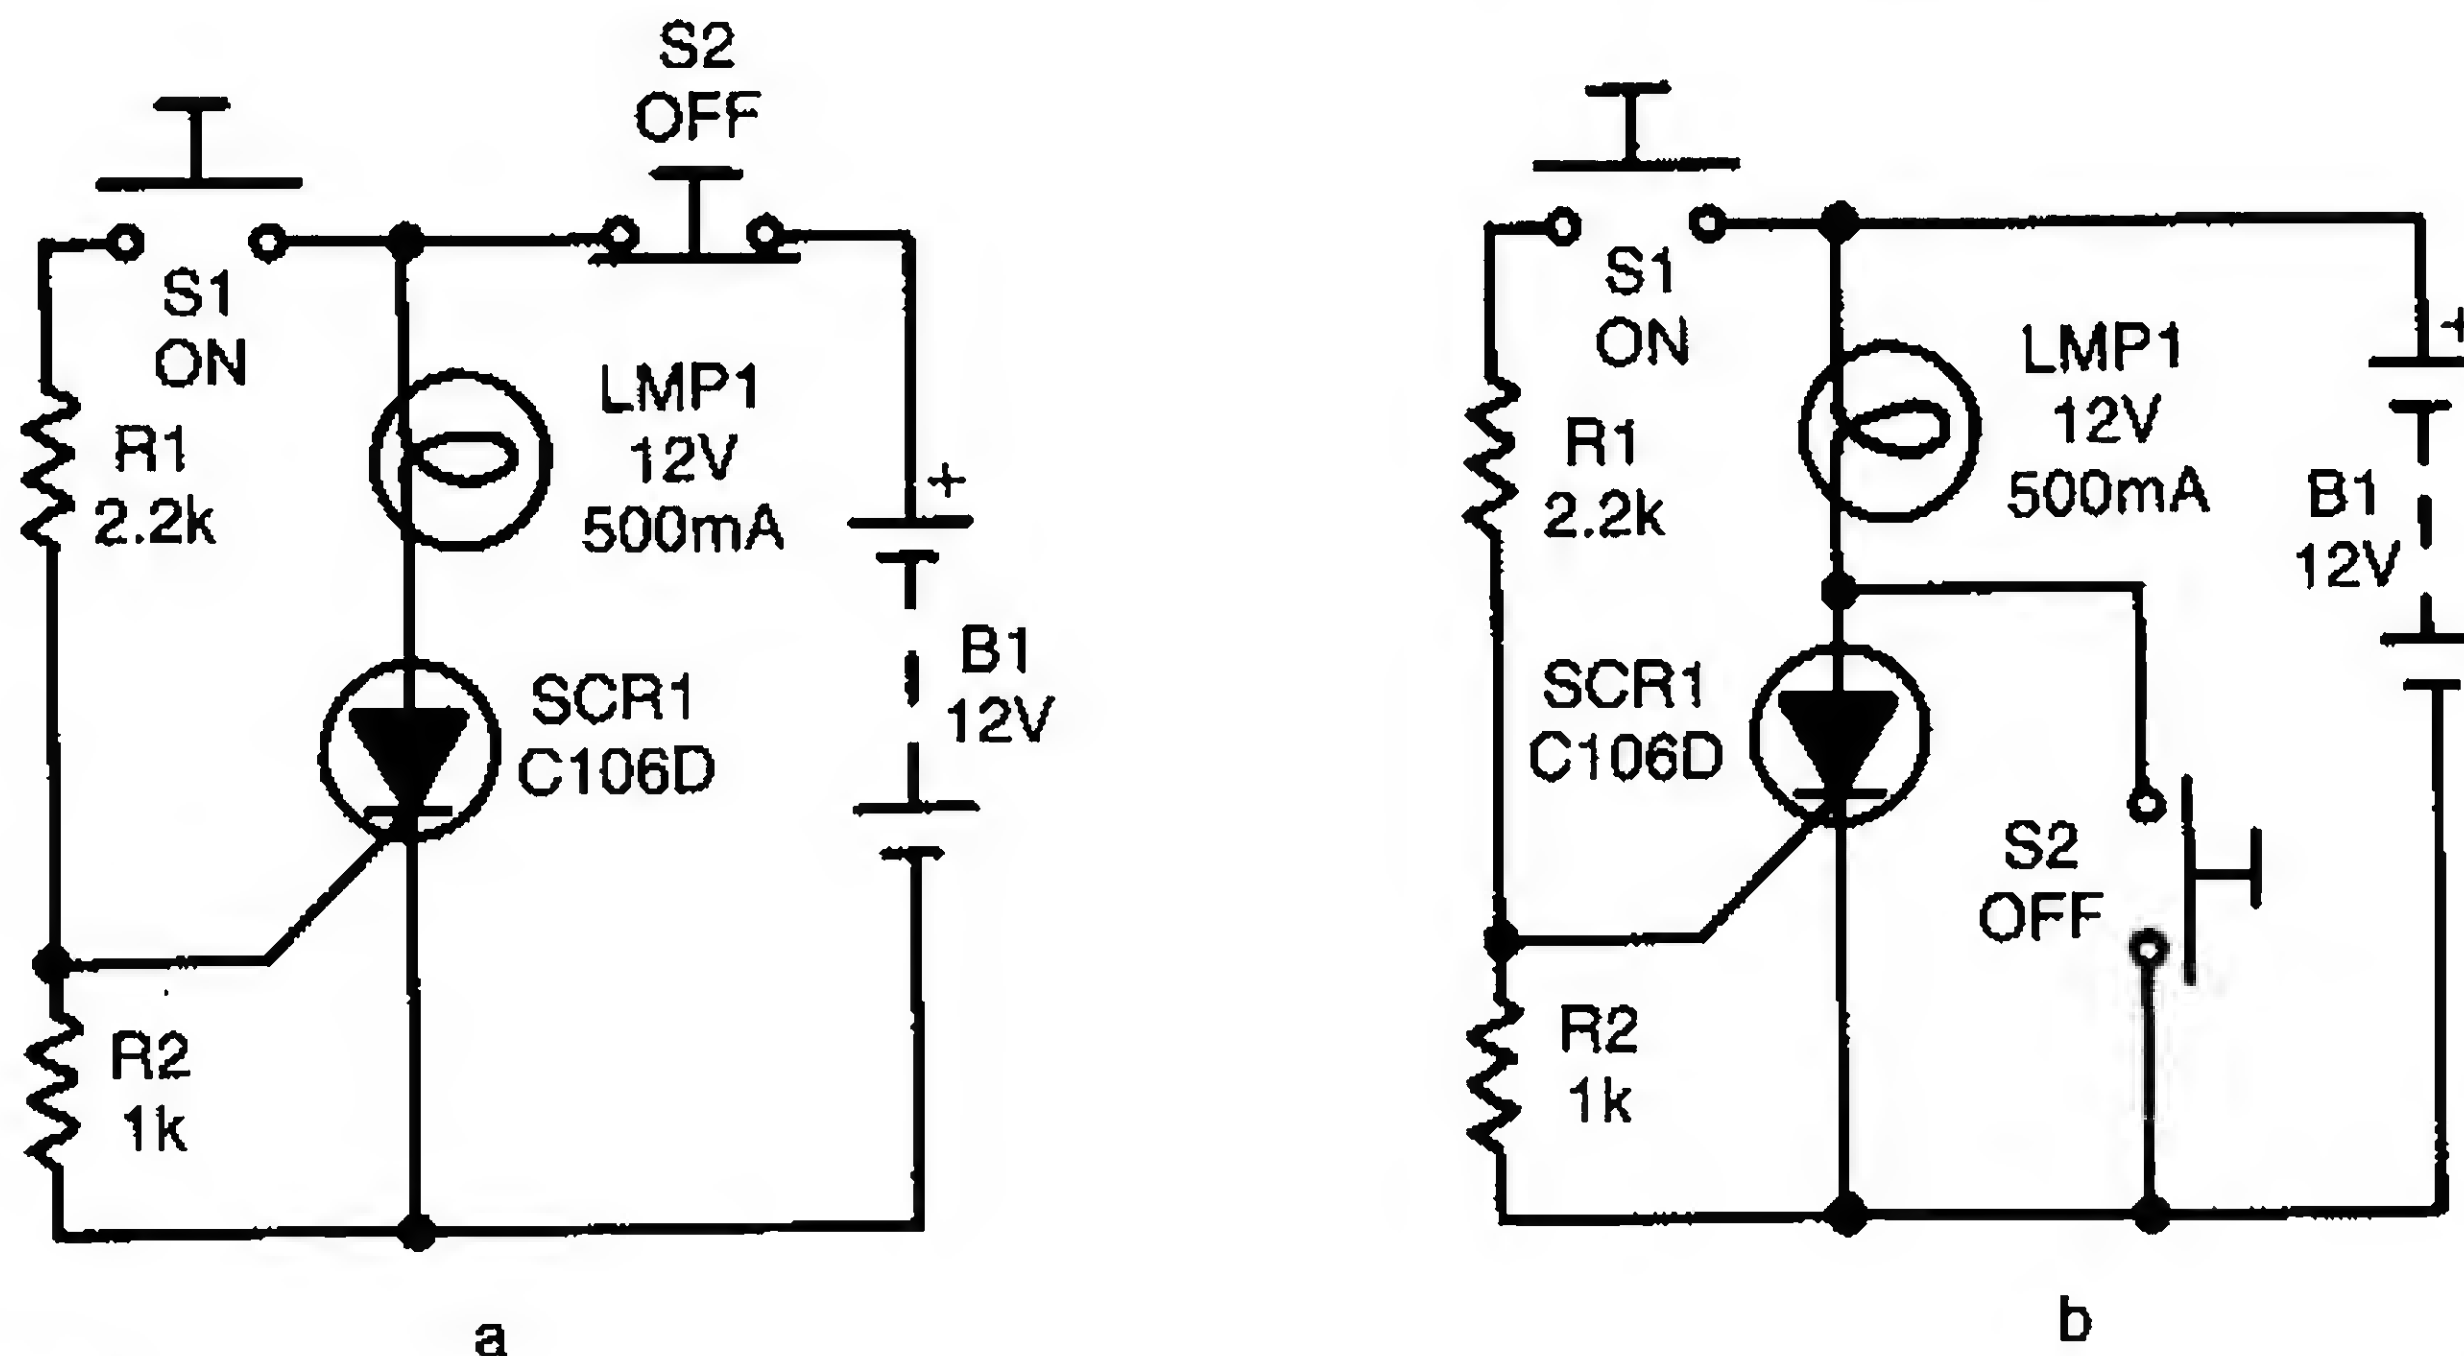 S2
OFF
S1
ON
R1
2.2k
LMP1
12V
500mA
+
B1
12V
SCR1
C106D
R2
1k
a
S1
ON
R1
2.2k
LMP1
12V
500mA
+
B1
12V
SCR1
C106D
S2
OFF
R2
1k
b